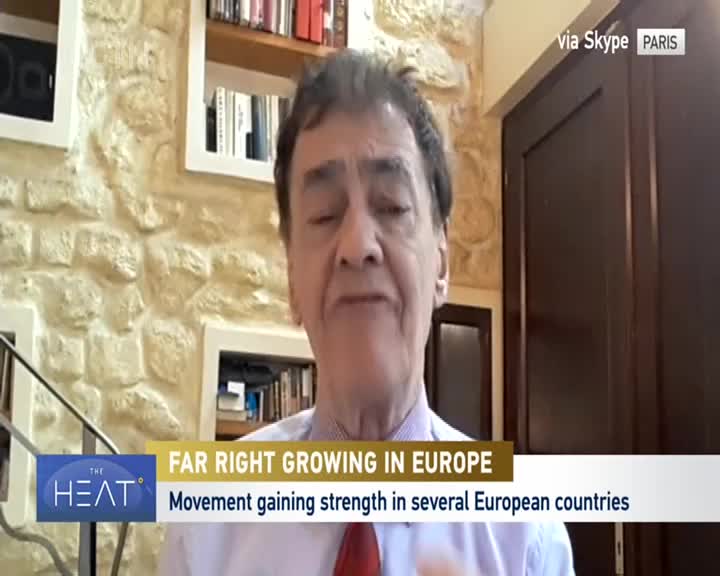 via Skype PARIS
FAR RIGHT GROWING IN EUROPE
THE
HEAT
Movement gaining strength in several European countries